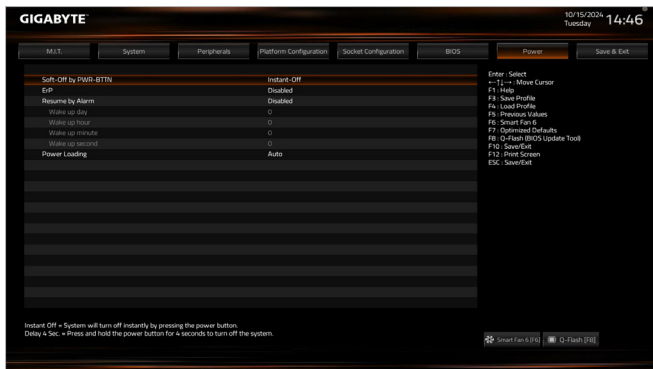 GIGABYTE™
10/15/2024
Tuesday
14:46
M.I.T.
System
Peripherals
Platform Configuration
Socket Configuration
BIOS
Power
Save & Exit
Soft-Off by PWR-BTTN Instant-Off
ErP Disabled
Resume by Alarm Disabled
Wake up day 0
Wake up hour 0
Wake up minute 0
Wake up second 0
Power Loading Auto
Enter : Select
←↑↓→ : Move Cursor
F1 : Help
F3 : Save Profile
F4 : Load Profile
F5 : Previous Values
F6 : Smart Fan 6
F7 : Optimized Defaults
F8 : Q-Flash (BIOS Update Tool)
F10 : Save/Exit
F12 : Print Screen
ESC : Save/Exit
Instant Off = System will turn off instantly by pressing the power button.
Delay 4 Sec. = Press and hold the power button for 4 seconds to turn off the system.
Smart Fan 6 [F6]
Q-Flash [F8]